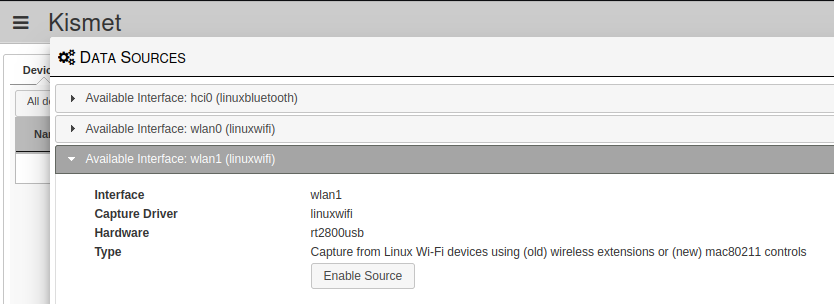 Kismet
DATA SOURCES
Devic
All de
Nam
Available Interface: hci0 (linuxbluetooth)
Available Interface: wlan0 (linuxwifi)
Available Interface: wlan1 (linuxwifi)
Interface wlan1
Capture Driver linuxwifi
Hardware rt2800usb
Type Capture from Linux Wi-Fi devices using (old) wireless extensions or (new) mac80211 controls
Enable Source